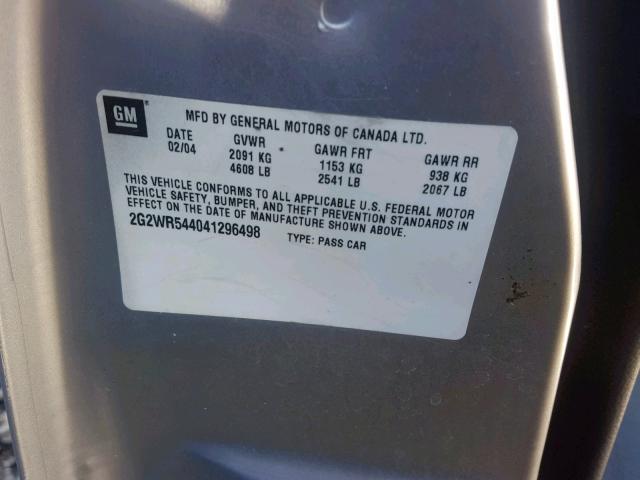 GM
MFD BY GENERAL MOTORS OF CANADA LTD.
DATE GVWR GAWR FRT GAWR RR
02/04 2091 KG 1153 KG 938 KG
4608 LB 2541 LB 2067 LB
THIS VEHICLE CONFORMS TO ALL APPLICABLE U.S. FEDERAL MOTOR
VEHICLE SAFETY, BUMPER, AND THEFT PREVENTION STANDARDS IN
EFFECT ON THE DATE OF MANUFACTURE SHOWN ABOVE.
2G2WR544041296498 TYPE: PASS CAR